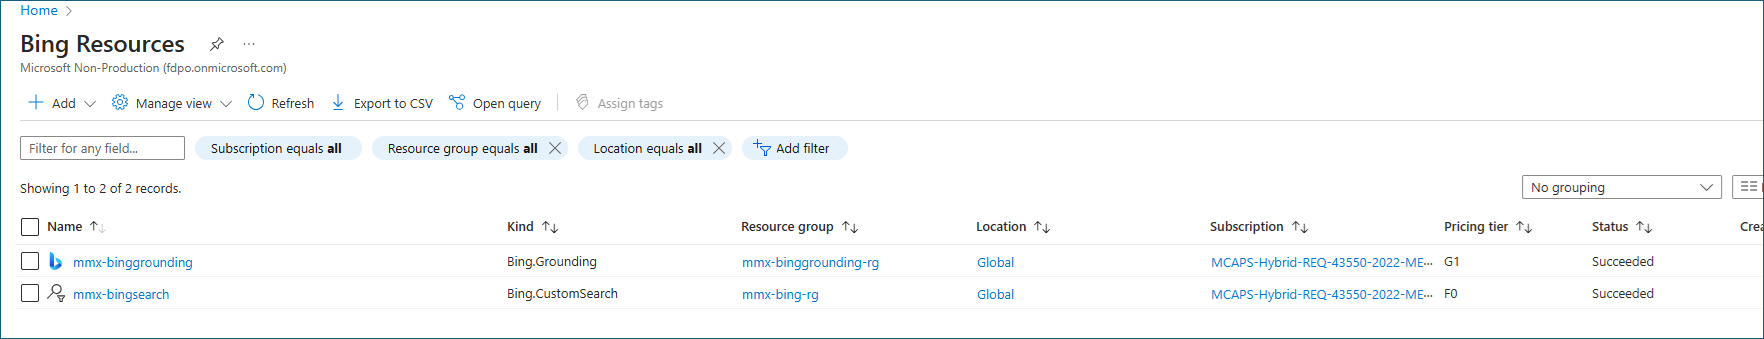 Home
Bing Resources
Microsoft Non-Production (fdpo.onmicrosoft.com)
Add Manage view Refresh Export to CSV Open query Assign tags
Filter for any field... Subscription equals all Resource group equals all Location equals all Add filter
Showing 1 to 2 of 2 records.
No grouping
Name Kind Resource group Location Subscription Pricing tier Status
mmx-binggrounding Bing.Grounding mmx-binggrounding-rg Global MCAPS-Hybrid-REQ-43550-2022-ME... G1 Succeeded
mmx-bingsearch Bing.CustomSearch mmx-bing-rg Global MCAPS-Hybrid-REQ-43550-2022-ME... F0 Succeeded